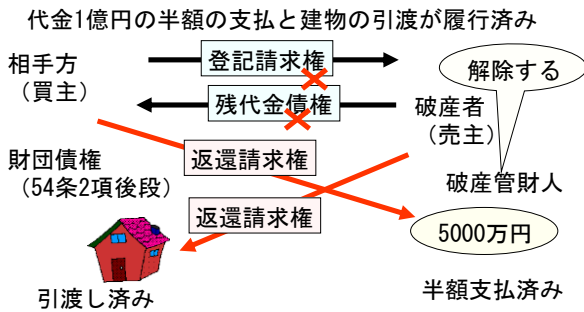 代金1億円の半額の支払と建物の引渡が履行済み
登記請求権
相手方
（買主）
解除する
残代金債権
破産者
（売主）
財団債権
（54条2項後段）
返還請求権
破産管財人
返還請求権
5000万円
引渡し済み
半額支払済み